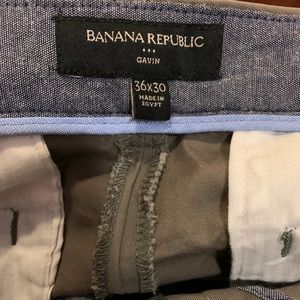 BANANA REPUBLIC
GAVIN
36X30
MADE IN
EGYPT